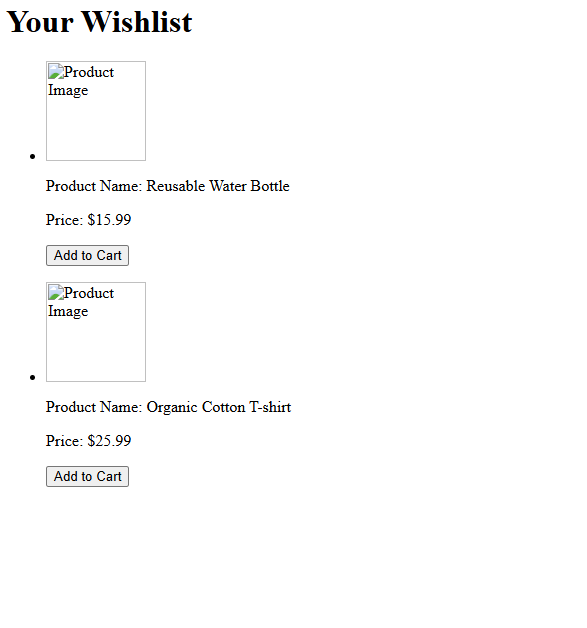 Your Wishlist
Product
Image
Product Name: Reusable Water Bottle
Price: $15.99
Add to Cart
Product
Image
Product Name: Organic Cotton T-shirt
Price: $25.99
Add to Cart